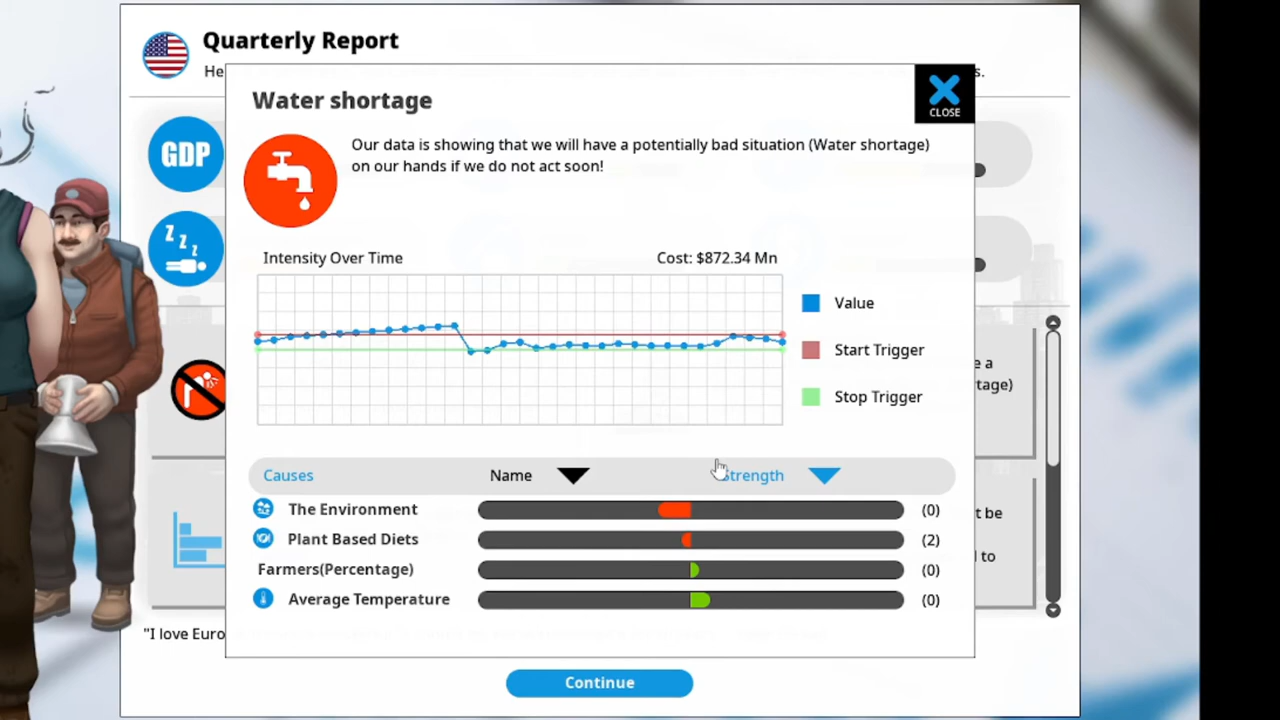 Quarterly Report
He
s.
Water shortage
CLOSE
Our data is showing that we will have a potentially bad situation (Water shortage)
on our hands if we do not act soon!
GDP
Z Z Z
Intensity Over Time
Cost: $872.34 Mn
Value
Start Trigger
Stop Trigger
e a
tage)
Causes
Name
Strength
The Environment
(0)
Plant Based Diets
(2)
Farmers(Percentage)
(0)
Average Temperature
(0)
t be
l to
"I love Euro
Continue